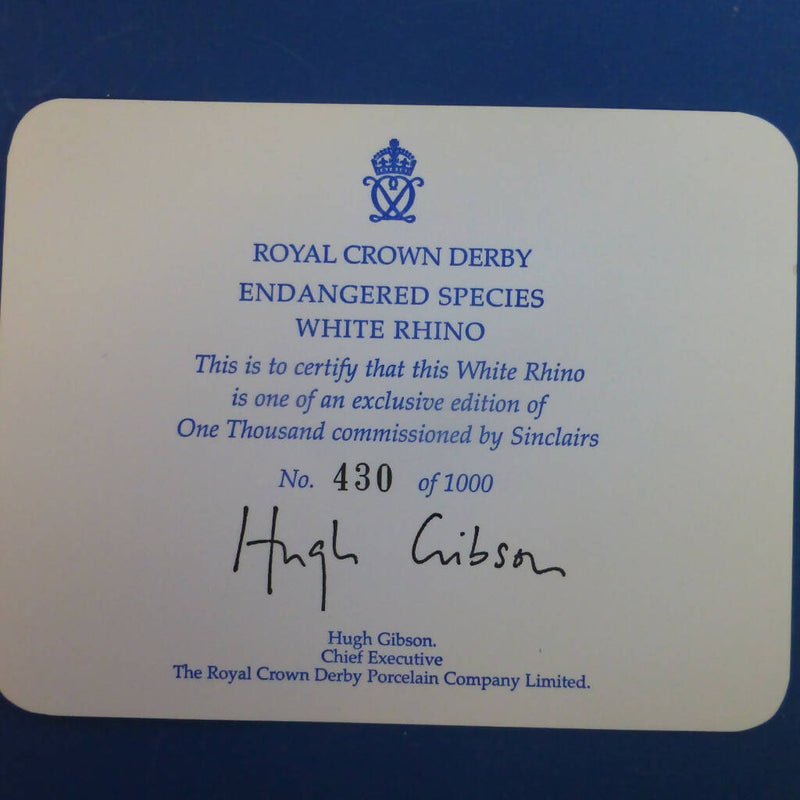 ROYAL CROWN DERBY
ENDANGERED SPECIES
WHITE RHINO
This is to certify that this White Rhino
is one of an exclusive edition of
One Thousand commissioned by Sinclairs
No. 430 of 1000
Hugh Gibson
Hugh Gibson.
Chief Executive
The Royal Crown Derby Porcelain Company Limited.